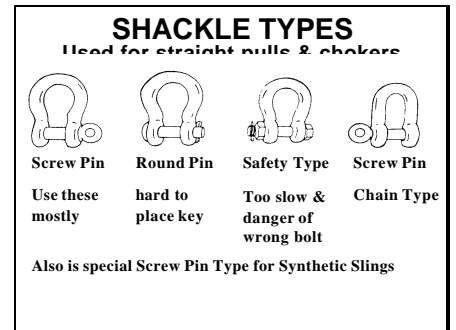 SHACKLE TYPES
Used for straight pulls & chokers
Screw Pin Round Pin Safety Type Screw Pin
Use these hard to Too slow & Chain Type
mostly place key danger of
wrong bolt
Also is special Screw Pin Type for Synthetic Slings